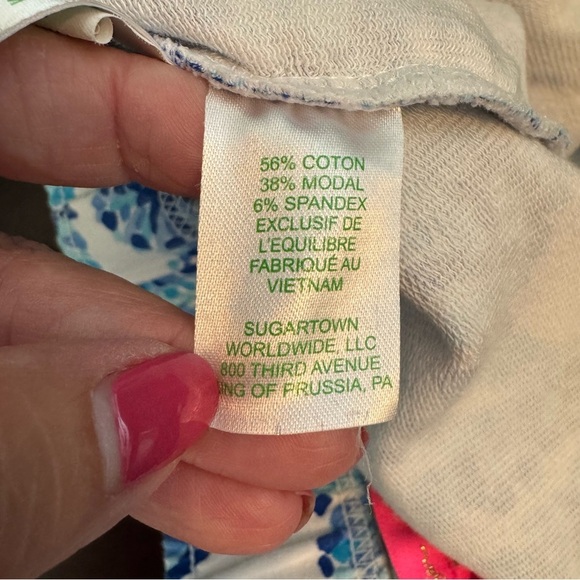 56% COTON
38% MODAL
6% SPANDEX
EXCLUSIF DE
L'EQUILIBRE
FABRIQUÉ AU
VIETNAM
SUGARTOWN
WORLDWIDE, LLC
800 THIRD AVENUE
OF PRUSSIA, PA